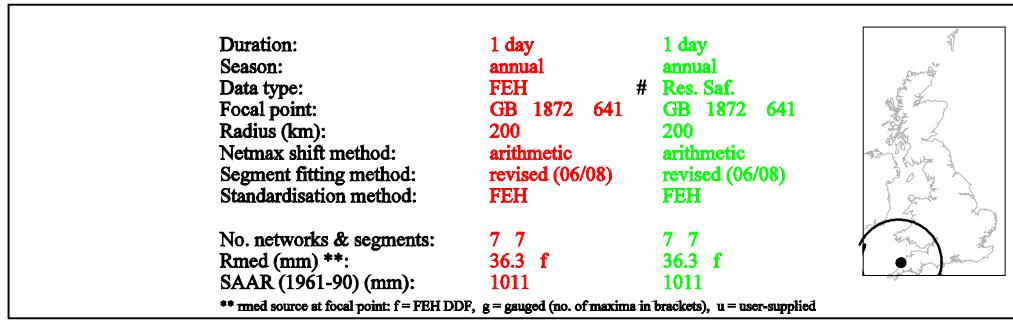 Duration: 1 day 1 day
Season: annual annual
Data type: FEH # Res. Saf.
Focal point: GB 1872 641 GB 1872 641
Radius (km): 200 200
Netmax shift method: arithmetic arithmetic
Segment fitting method: revised (06/08) revised (06/08)
Standardisation method: FEH FEH
No. networks & segments: 7 7 7 7
Rmed (mm) **: 36.3 f 36.3 f
SAAR (1961-90) (mm): 1011 1011
** rmed source at focal point: f = FEH DDF, g = gauged (no. of maxima in brackets), u = user-supplied